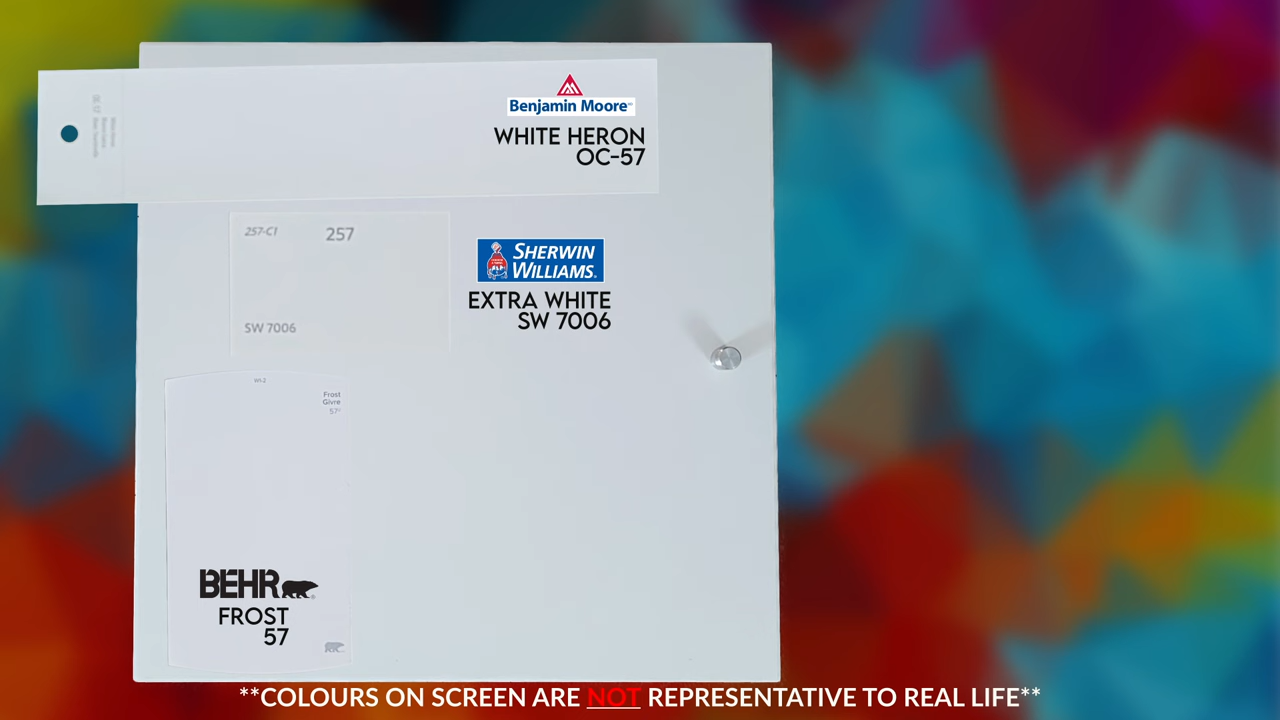 Benjamin Moore
WHITE HERON
OC-57
257-C1
257
SW 7006
SHERWIN
WILLIAMS.
EXTRA WHITE
SW 7006
Frost
Givre
57
BEHR
FROST
57
**COLOURS ON SCREEN ARE NOT REPRESENTATIVE TO REAL LIFE**